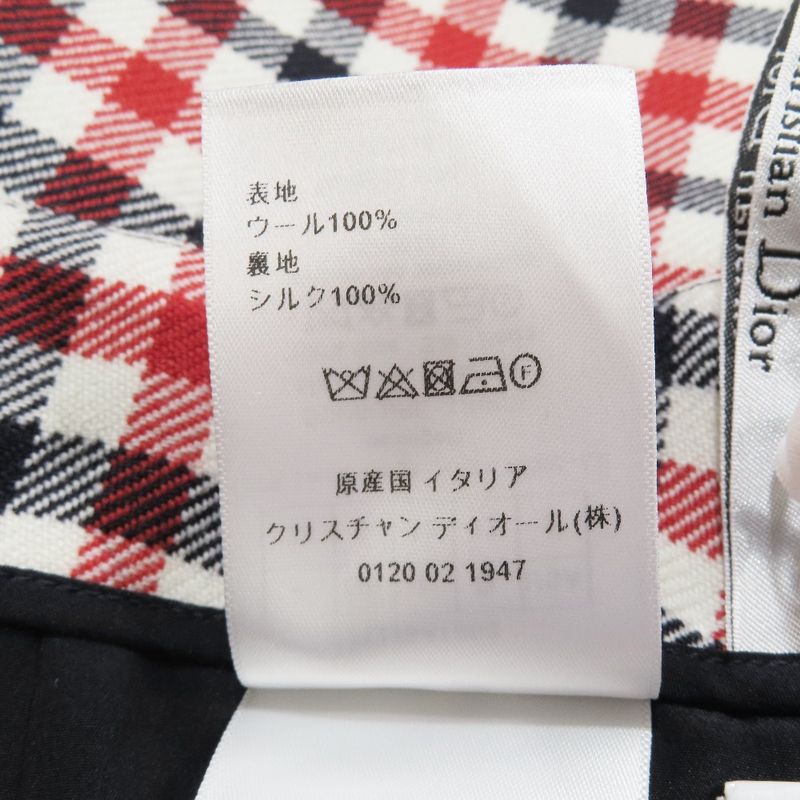 表地
ウール100%
裏地
シルク100%
F
原産国 イタリア
クリスチャン ディオール(株)
0120 02 1947
Christian Dior